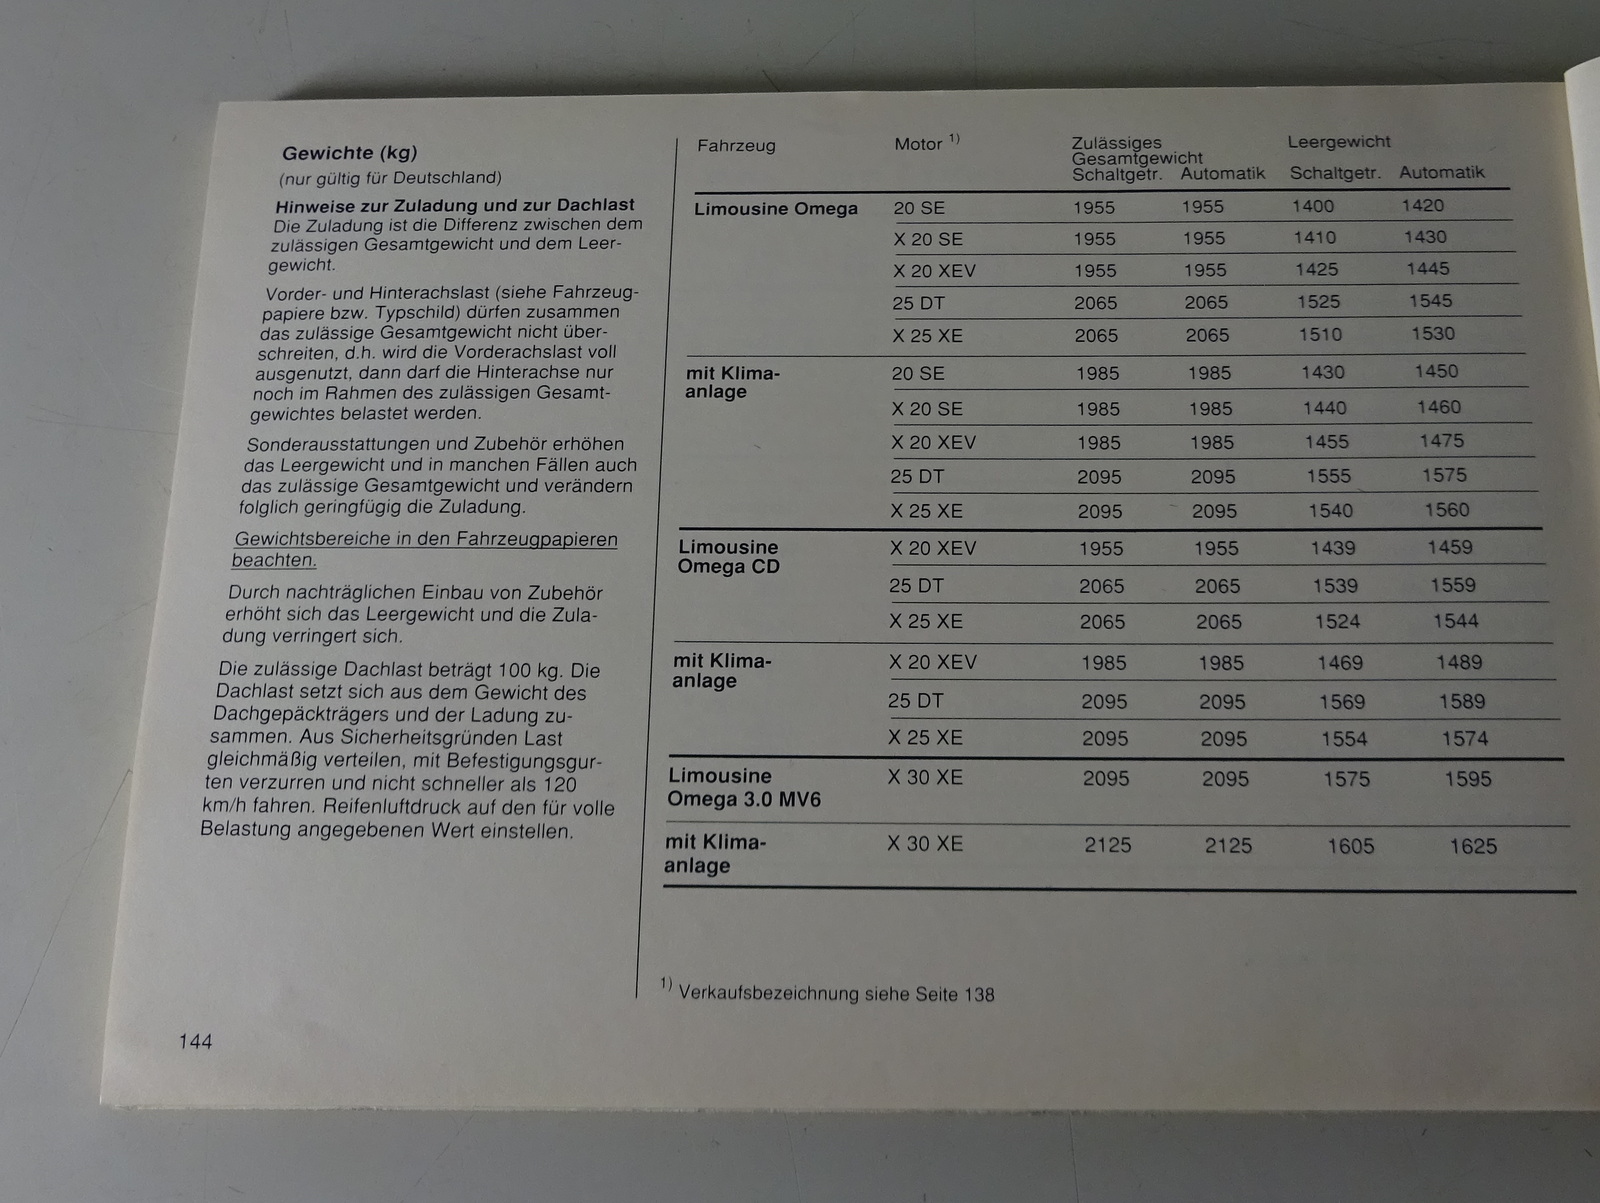 Gewichte (kg)
(nur gültig für Deutschland)
Hinweise zur Zuladung und zur Dachlast
Die Zuladung ist die Differenz zwischen dem
zulässigen Gesamtgewicht und dem Leer-
gewicht.
Vorder- und Hinterachslast (siehe Fahrzeug-
papiere bzw. Typschild) dürfen zusammen
das zulässige Gesamtgewicht nicht über-
schreiten, d.h. wird die Vorderachslast voll
ausgenutzt, dann darf die Hinterachse nur
noch im Rahmen des zulässigen Gesamt-
gewichtes belastet werden.
Sonderausstattungen und Zubehör erhöhen
das Leergewicht und in manchen Fällen auch
das zulässige Gesamtgewicht und verändern
folglich geringfügig die Zuladung.
Gewichtsbereiche in den Fahrzeugpapieren
beachten.
Durch nachträglichen Einbau von Zubehör
erhöht sich das Leergewicht und die Zula-
dung verringert sich.
Die zulässige Dachlast beträgt 100 kg. Die
Dachlast setzt sich aus dem Gewicht des
Dachgepäckträgers und der Ladung zu-
sammen. Aus Sicherheitsgründen Last
gleichmäßig verteilen, mit Befestigungsgur-
ten verzurren und nicht schneller als 120
km/h fahren. Reifenluftdruck auf den für volle
Belastung angegebenen Wert einstellen.
144
Fahrzeug Motor 1) Zulässiges Leergewicht
Gesamtgewicht
Schaltgetr. Automatik Schaltgetr. Automatik
Limousine Omega 20 SE 1955 1955 1400 1420
X 20 SE 1955 1955 1410 1430
X 20 XEV 1955 1955 1425 1445
25 DT 2065 2065 1525 1545
X 25 XE 2065 2065 1510 1530
mit Klima- 20 SE 1985 1985 1430 1450
anlage
X 20 SE 1985 1985 1440 1460
X 20 XEV 1985 1985 1455 1475
25 DT 2095 2095 1555 1575
X 25 XE 2095 2095 1540 1560
Limousine X 20 XEV 1955 1955 1439 1459
Omega CD
25 DT 2065 2065 1539 1559
X 25 XE 2065 2065 1524 1544
mit Klima- X 20 XEV 1985 1985 1469 1489
anlage
25 DT 2095 2095 1569 1589
X 25 XE 2095 2095 1554 1574
Limousine X 30 XE 2095 2095 1575 1595
Omega 3.0 MV6
mit Klima- X 30 XE 2125 2125 1605 1625
anlage
1) Verkaufsbezeichnung siehe Seite 138